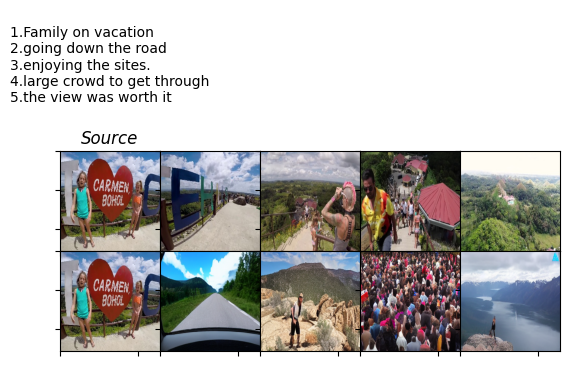 1.Family on vacation
2.going down the road
3.enjoying the sites.
4.large crowd to get through
5.the view was worth it
Source
I C
CARMEN
BOHOL
EH
I C
CARMEN
BOHOL